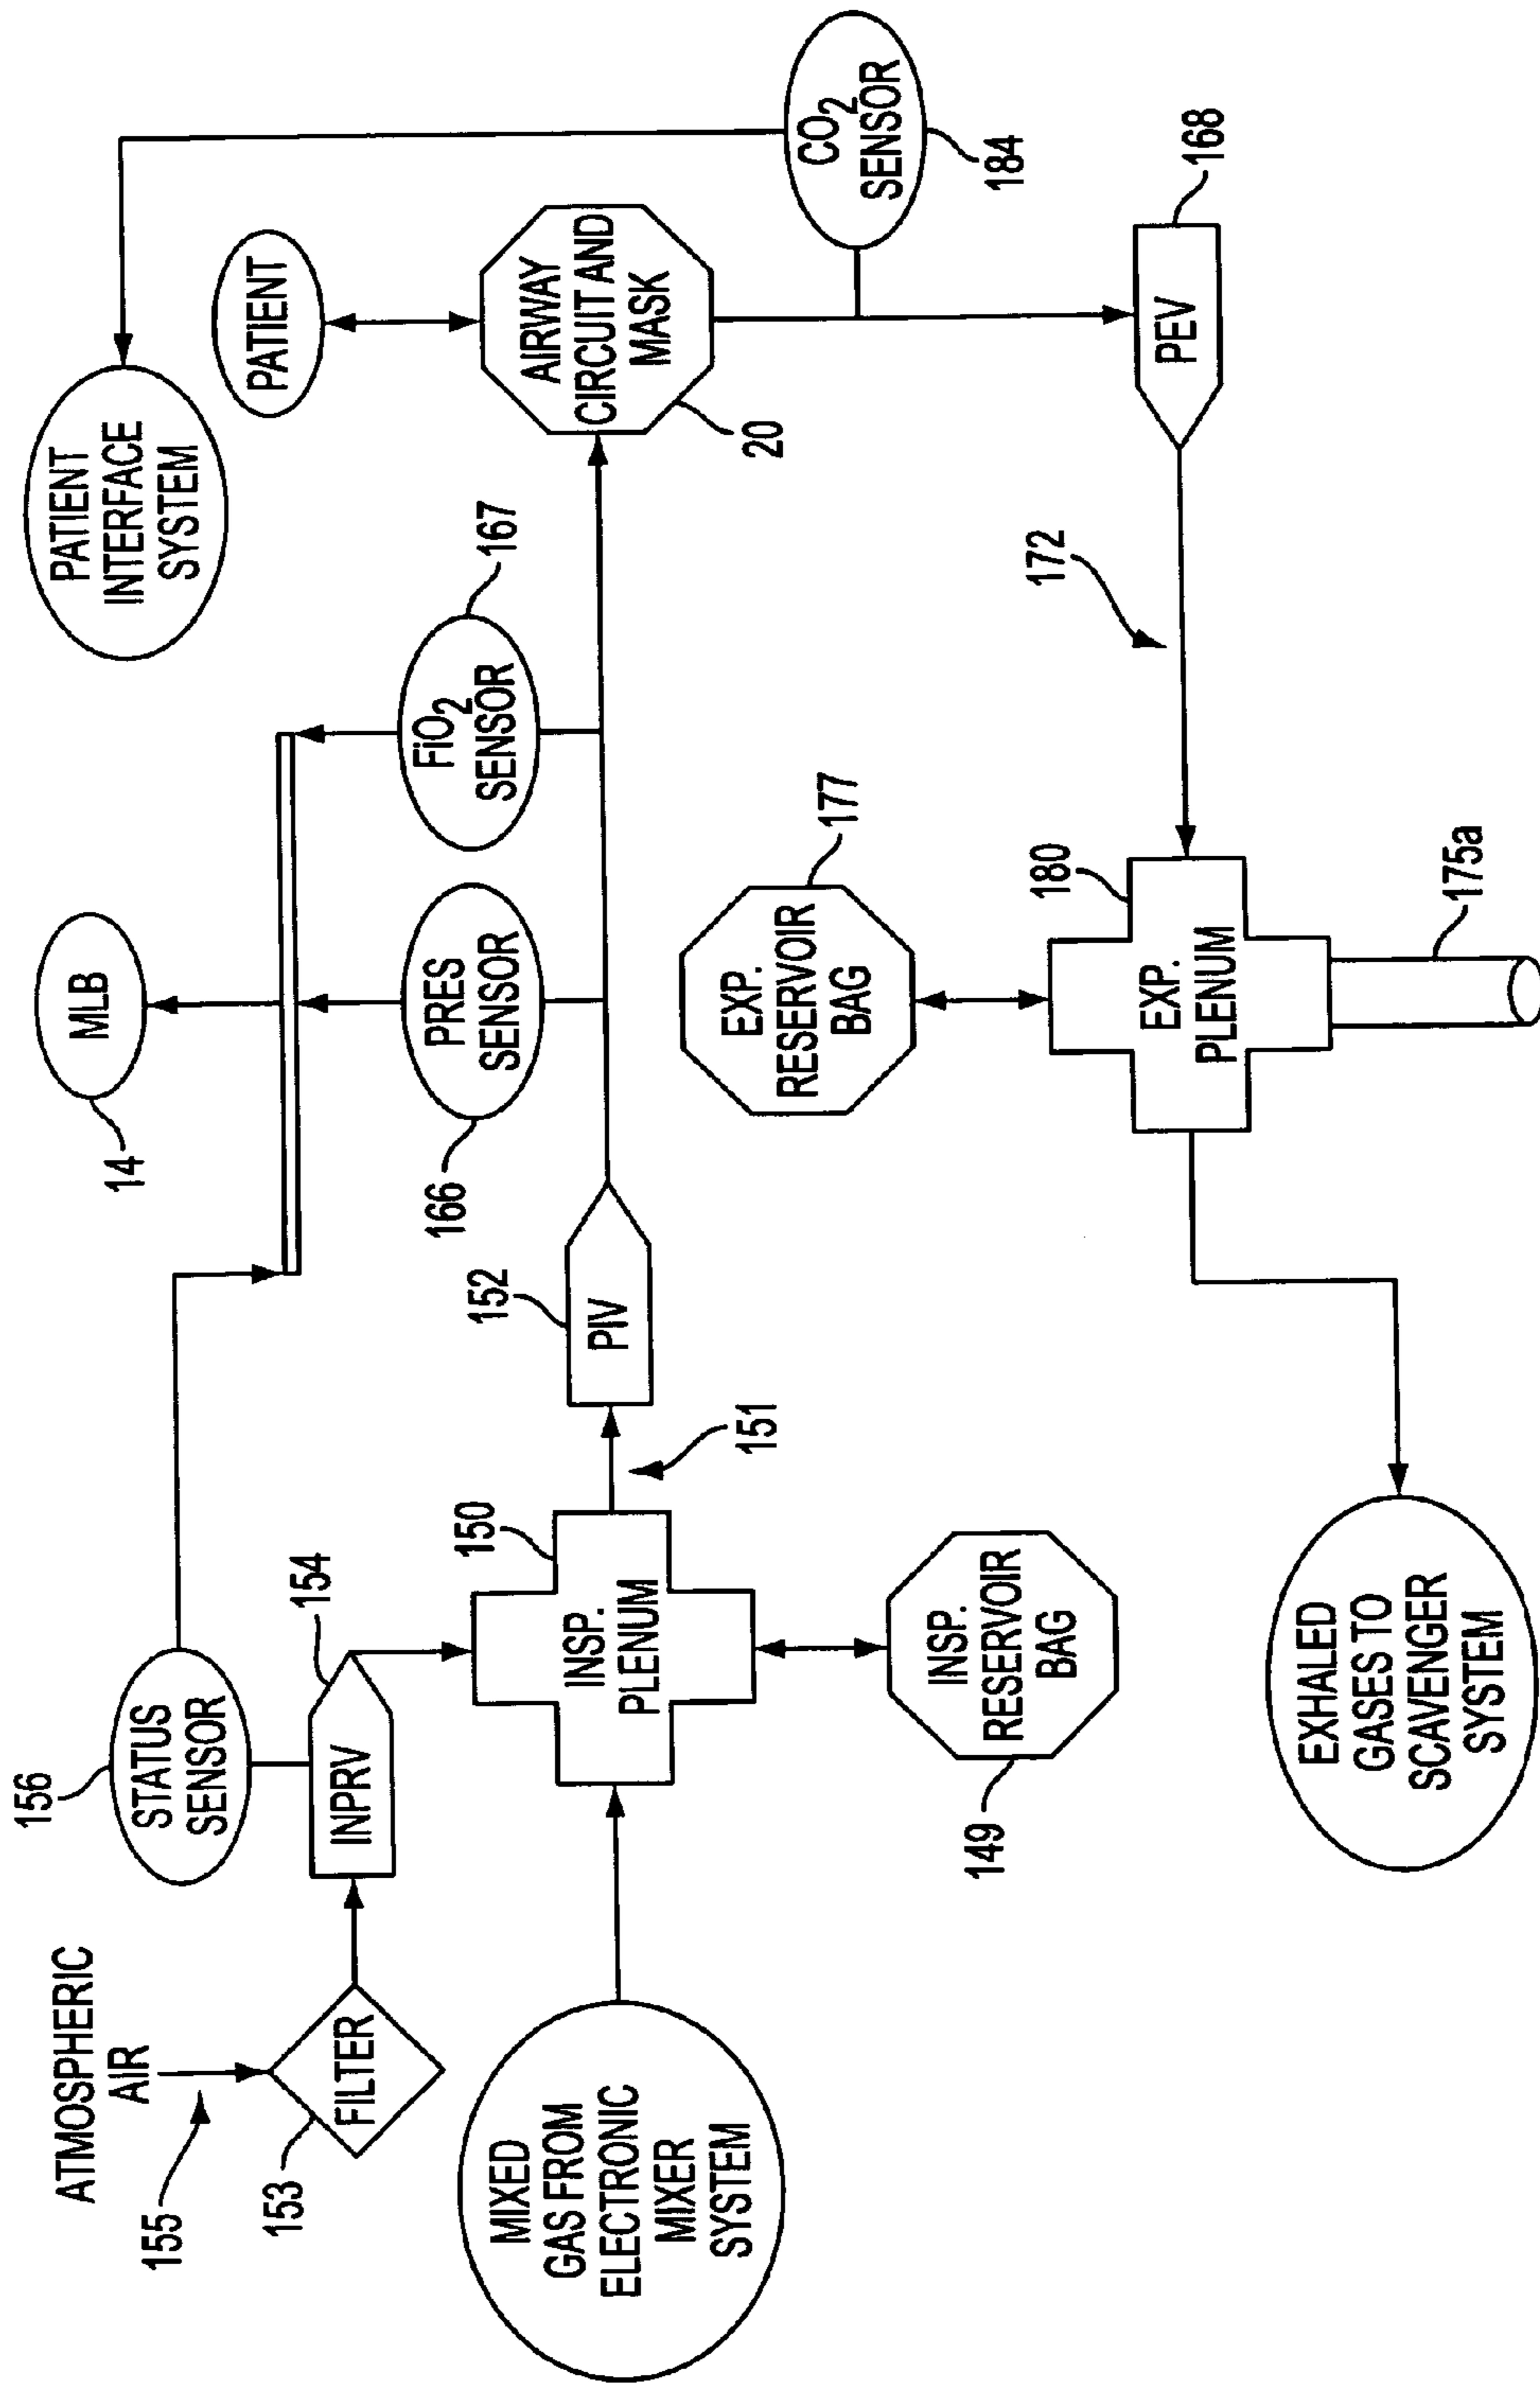 ATMOSPHERIC
AIR
155
153
FILTER
156
STATUS
SENSOR
154
INPRV
MIXED
GAS FROM
ELECTRONIC
MIXER
SYSTEM
150
INSP.
PLENUM
149
INSP.
RESERVOIR
BAG
151
152
PIV
14
MLB
166
PRES
SENSOR
167
FiO2
SENSOR
PATIENT
INTERFACE
SYSTEM
PATIENT
AIRWAY
CIRCUIT AND
MASK
20
CO2
SENSOR
184
168
PEV
172
177
EXP.
RESERVOIR
BAG
180
EXP.
PLENUM
175a
EXHALED
GASES TO
SCAVENGER
SYSTEM